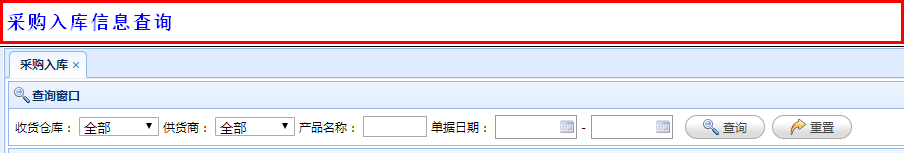 采购入库信息查询
采购入库 ×
查询窗口
收货仓库： 全部 供货商： 全部 产品名称： 单据日期： - 查询 重置